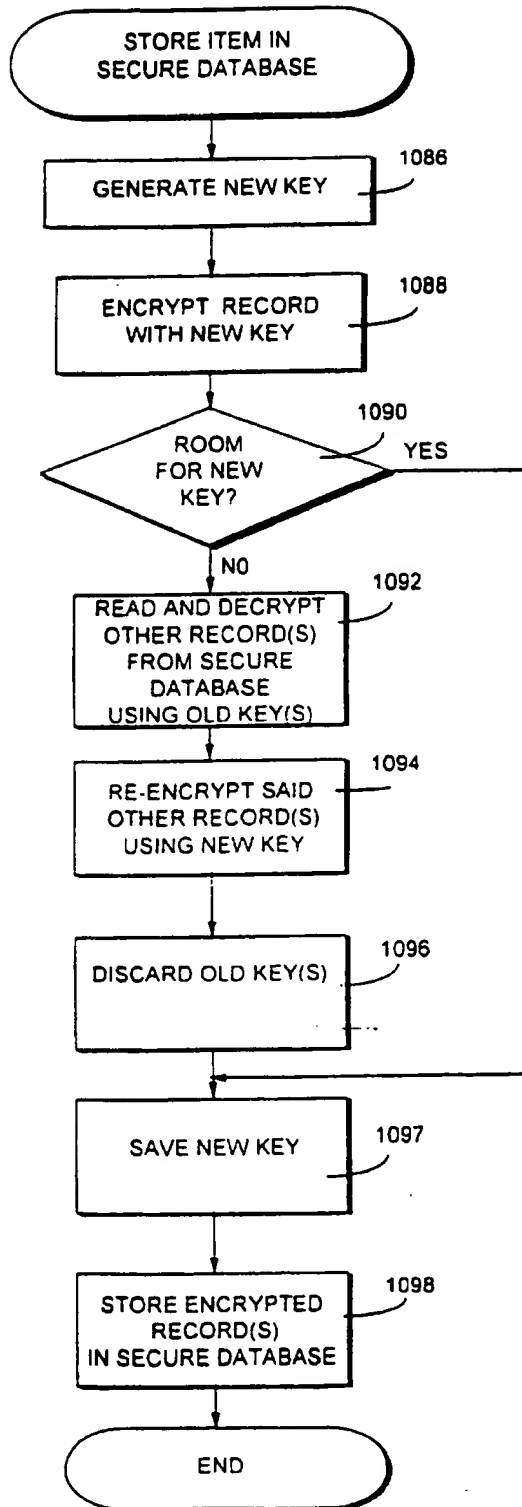 STORE ITEM IN
SECURE DATABASE
1086
GENERATE NEW KEY
1088
ENCRYPT RECORD
WITH NEW KEY
1090
ROOM
FOR NEW
KEY?
YES
NO
1092
READ AND DECRYPT
OTHER RECORD(S)
FROM SECURE
DATABASE
USING OLD KEY(S)
1094
RE-ENCRYPT SAID
OTHER RECORD(S)
USING NEW KEY
1096
DISCARD OLD KEY(S)
1097
SAVE NEW KEY
1098
STORE ENCRYPTED
RECORD(S)
IN SECURE DATABASE
END